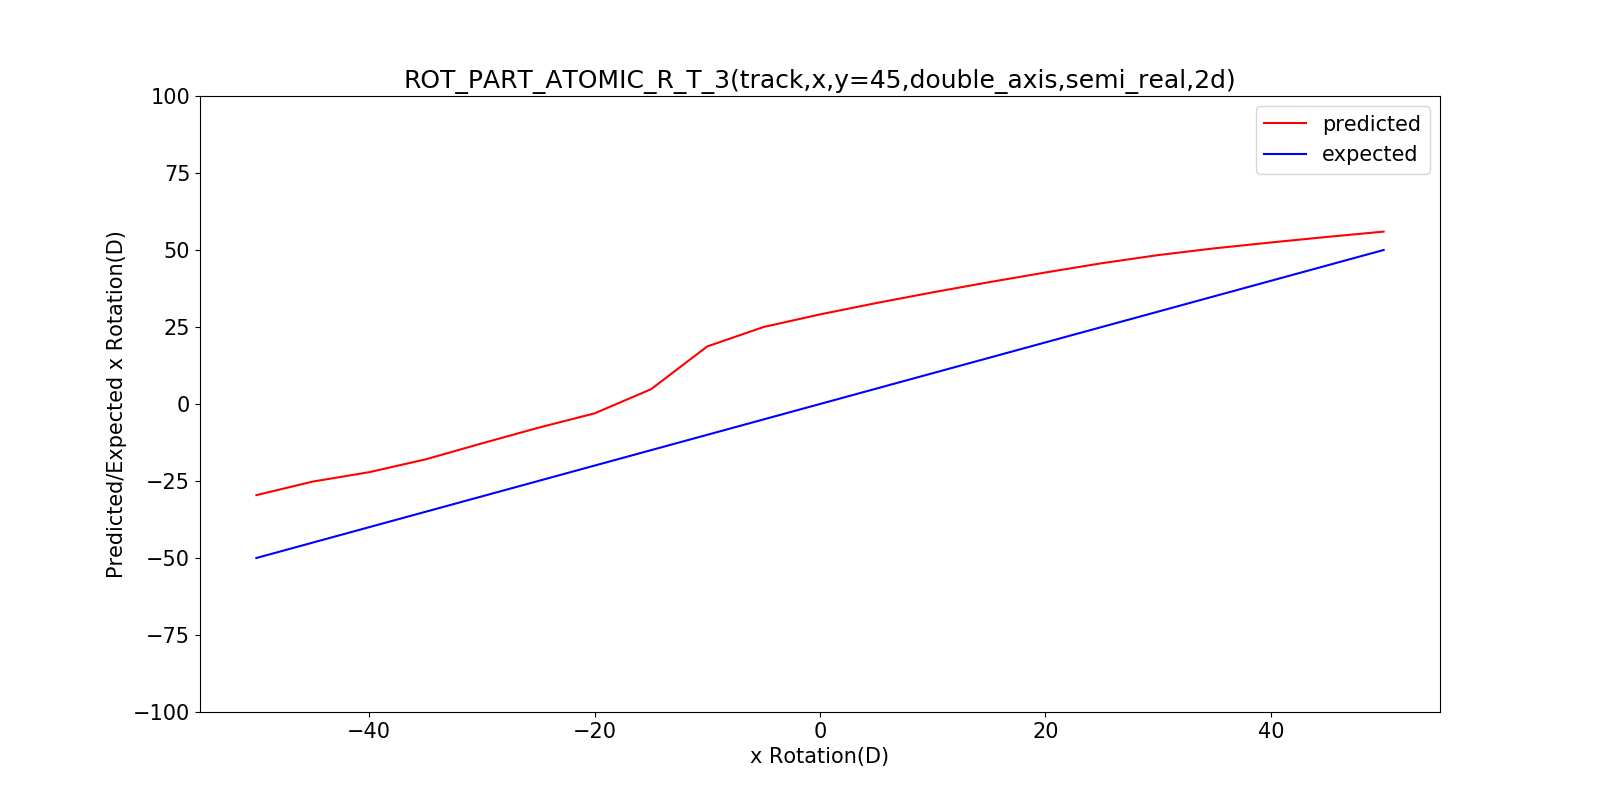 ROT_PART_ATOMIC_R_T_3(track,x,y=45,double_axis,semi_real,2d)
100
75
50
25
0
−25
−50
−75
−100
Predicted/Expected x Rotation(D)
predicted
expected
−40
−20
0
20
40
x Rotation(D)